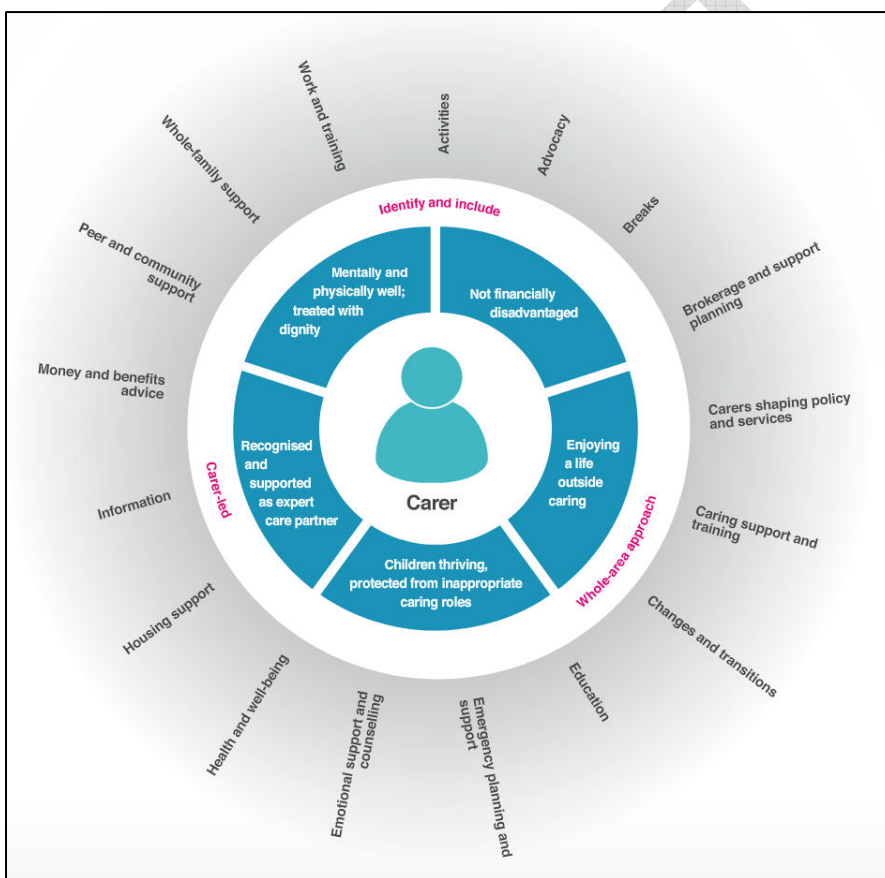 Activities
Advocacy
Breaks
Brokerage and support
planning
Carers shaping policy
and services
Caring support and
training
Changes and transitions
Education
Emergency planning and
support
Emotional support and
counselling
Health and well-being
Housing support
Information
Money and benefits
advice
Peer and community
support
Whole-family support
Work and training
Identify and include
Whole-area approach
Carer-led
Mentally and
physically well;
treated with
dignity
Not financially
disadvantaged
Enjoying
a life
outside
caring
Children thriving,
protected from inappropriate
caring roles
Recognised
and
supported
as expert
care partner
Carer